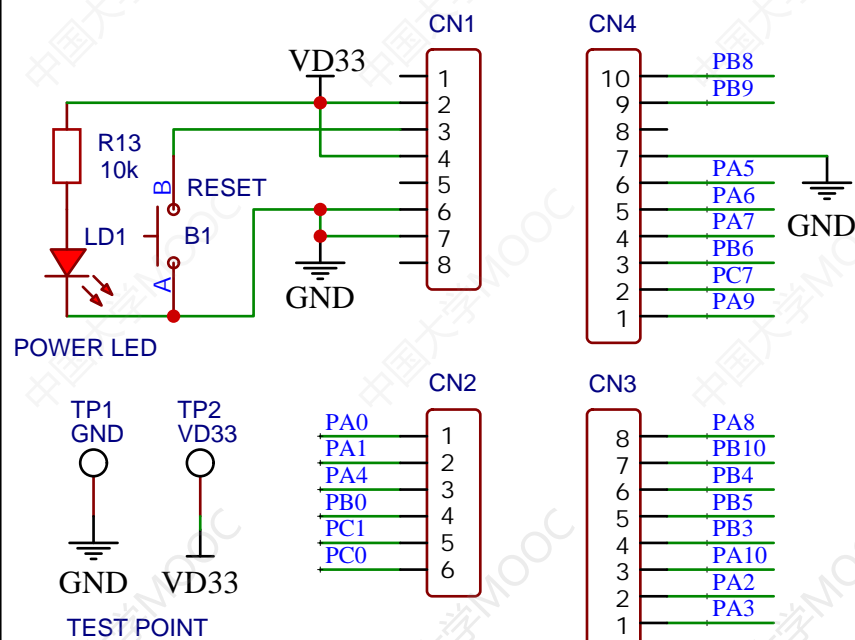 CN1
CN4
VD33
1
2
3
4
5
6
7
8
R13
10k
B
RESET
LD1
B1
A
GND
POWER LED
10
9
8
7
6
5
4
3
2
1
PB8
PB9
PA5
PA6
PA7
PB6
PC7
PA9
GND
TP1
GND
TP2
VD33
GND
VD33
TEST POINT
CN2
PA0
PA1
PA4
PB0
PC1
PC0
1
2
3
4
5
6
CN3
8
7
6
5
4
3
2
1
PA8
PB10
PB4
PB5
PB3
PA10
PA2
PA3
中国大学MOOC